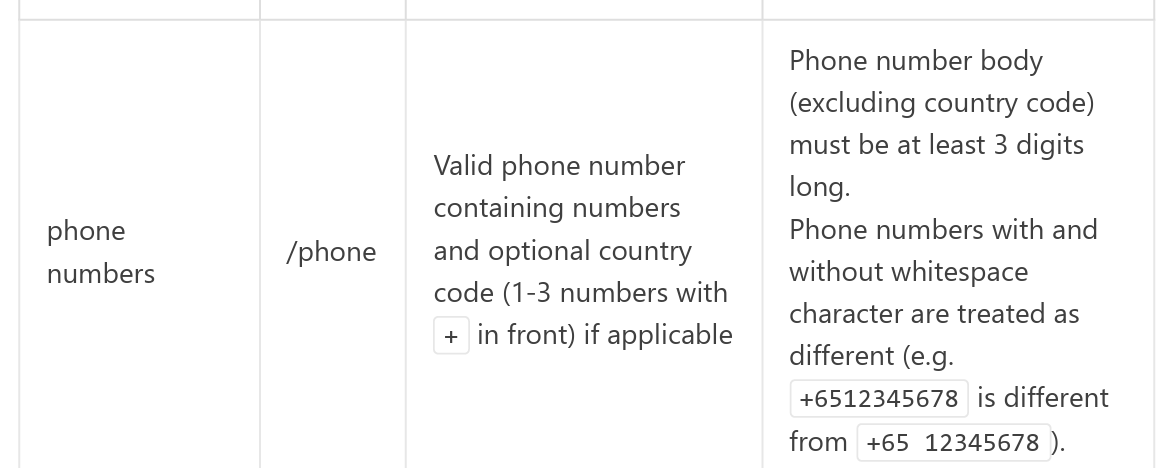 phone
numbers
/phone
Valid phone number
containing numbers
and optional country
code (1-3 numbers with
+ in front) if applicable
Phone number body
(excluding country code)
must be at least 3 digits
long.
Phone numbers with and
without whitespace
character are treated as
different (e.g.
+6512345678 is different
from +65 12345678).